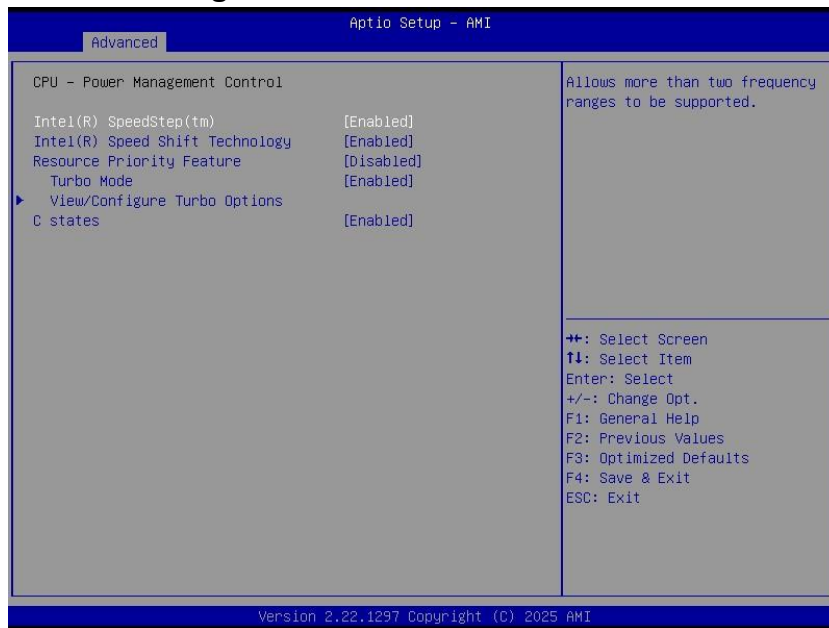 Aptio Setup – AMI
Advanced
CPU – Power Management Control
Intel(R) SpeedStep(tm) [Enabled]
Intel(R) Speed Shift Technology [Enabled]
Resource Priority Feature [Disabled]
Turbo Mode [Enabled]
View/Configure Turbo Options
C states [Enabled]
Allows more than two frequency
ranges to be supported.
→←: Select Screen
↑↓: Select Item
Enter: Select
+/-: Change Opt.
F1: General Help
F2: Previous Values
F3: Optimized Defaults
F4: Save & Exit
ESC: Exit
Version 2.22.1297 Copyright (C) 2025 AMI